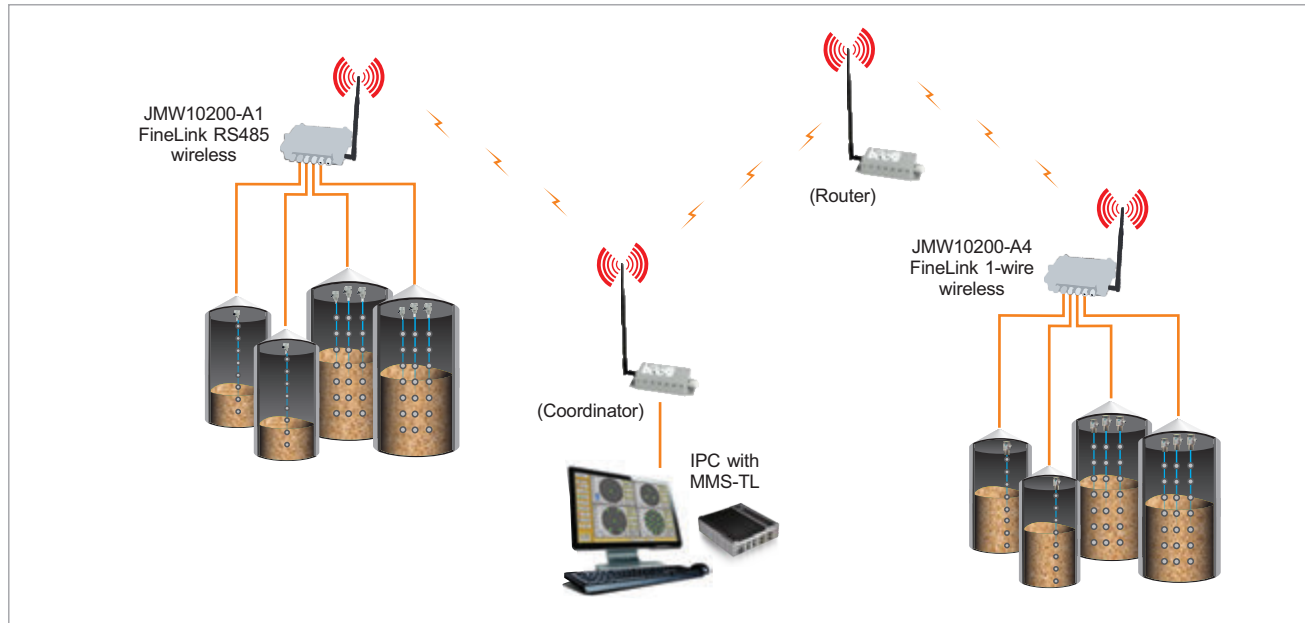 JMW10200-A1
FineLink RS485
wireless
(Router)
JMW10200-A4
FineLink 1-wire
wireless
(Coordinator)
IPC with
MMS-TL